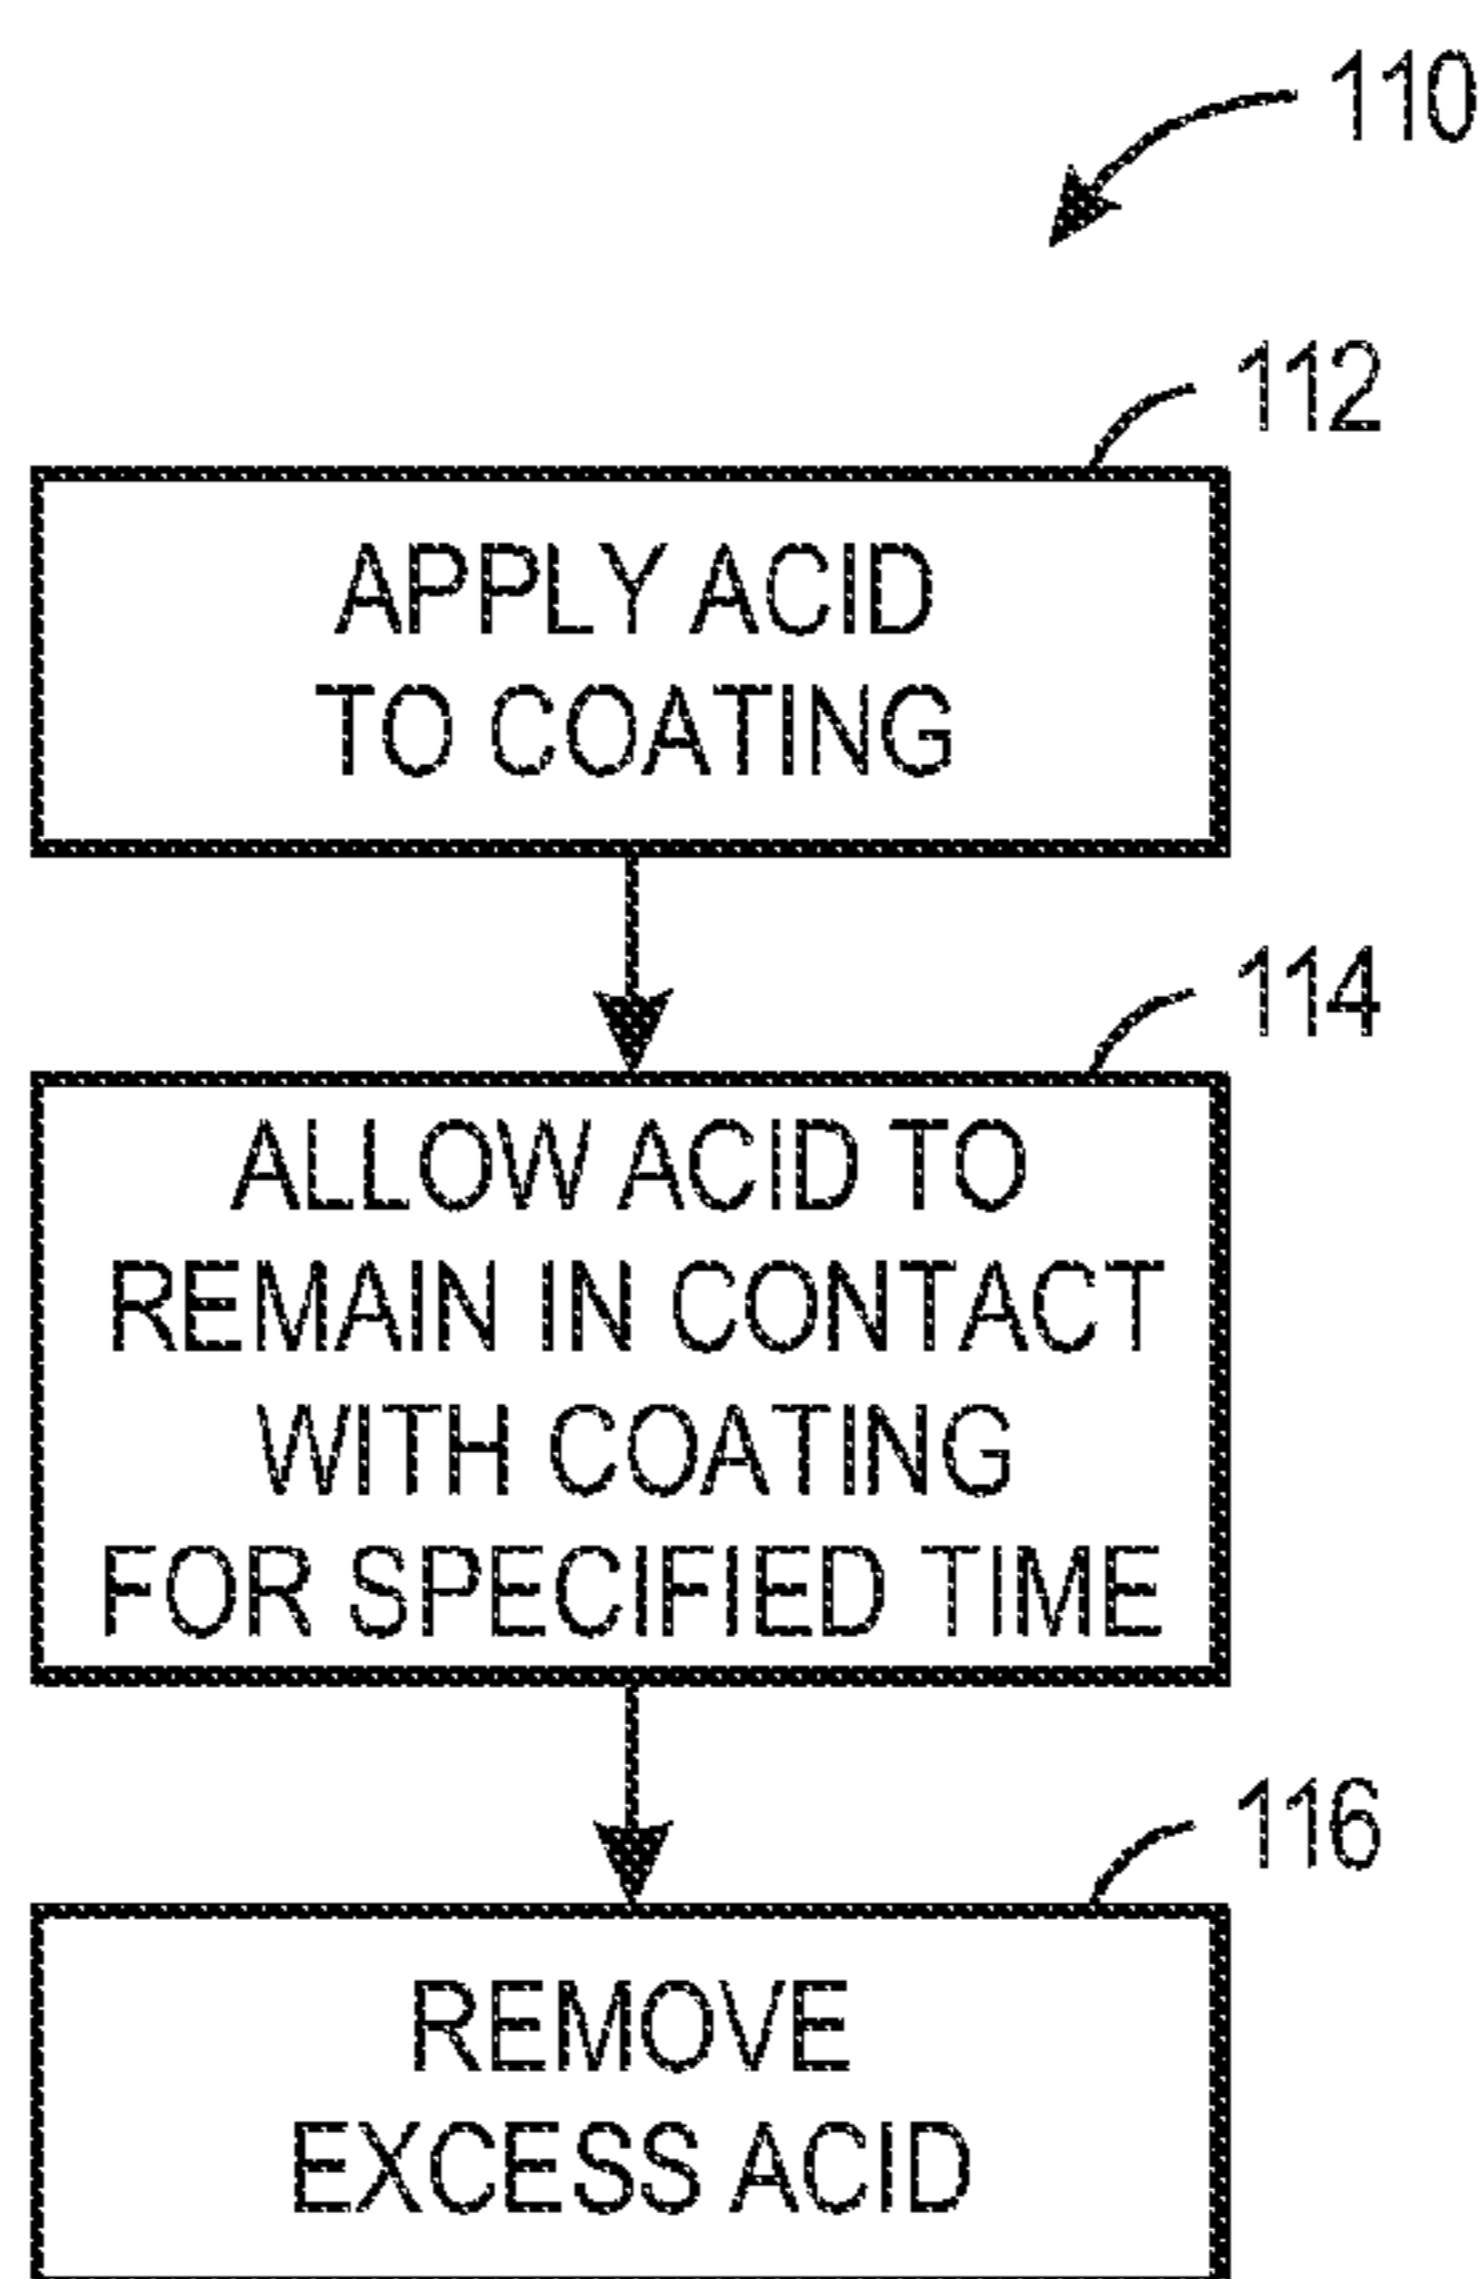 110
112
APPLY ACID
TO COATING
114
ALLOW ACID TO
REMAIN IN CONTACT
WITH COATING
FOR SPECIFIED TIME
116
REMOVE
EXCESS ACID